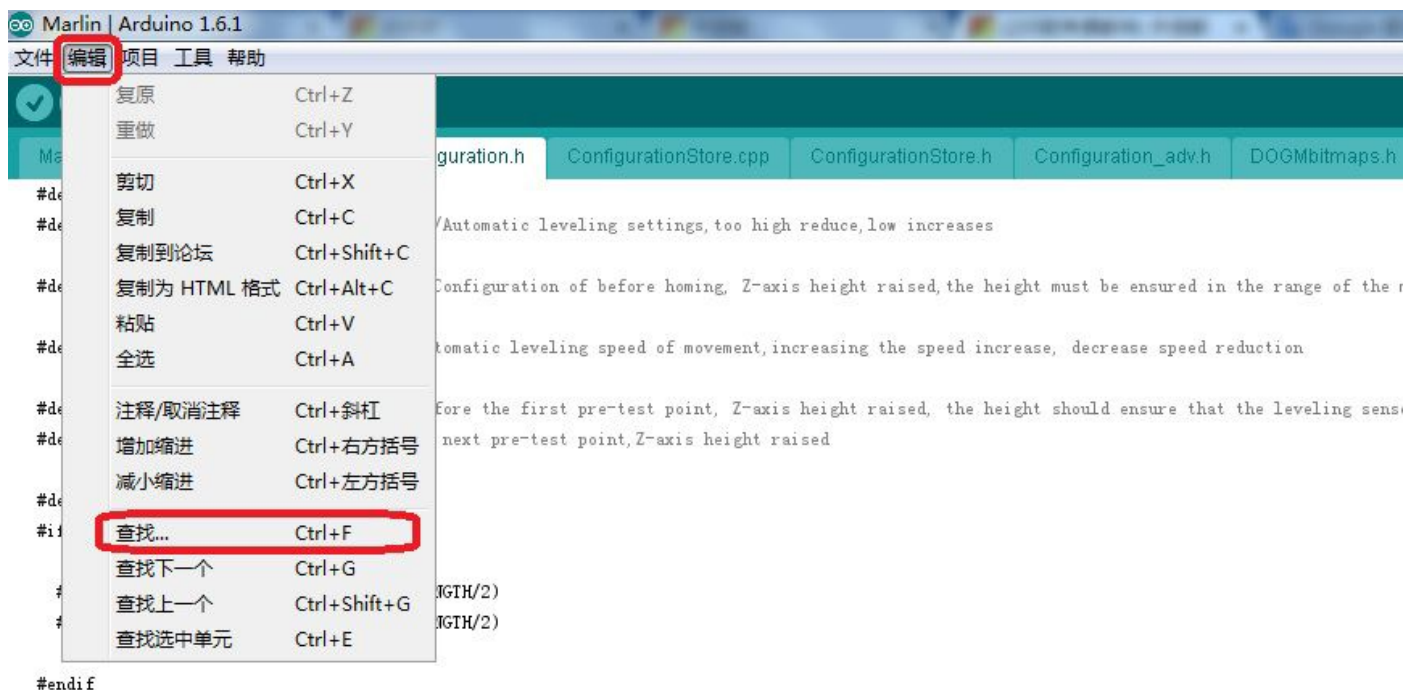 Marlin | Arduino 1.6.1
文件 编辑 项目 工具 帮助
复原 Ctrl+Z
重做 Ctrl+Y
guration.h ConfigurationStore.cpp ConfigurationStore.h Configuration_adv.h DOGMbitmaps.h
剪切 Ctrl+X
#de
复制 Ctrl+C
#de /Automatic leveling settings,too high reduce,low increases
复制到论坛 Ctrl+Shift+C
#de 复制为 HTML 格式 Ctrl+Alt+C Configuration of before homing, Z-axis height raised,the height must be ensured in the range of the
粘贴 Ctrl+V
#de tomatic leveling speed of movement,increasing the speed increase, decrease speed reduction
全选 Ctrl+A
#de 注释/取消注释 Ctrl+斜杠 fore the first pre-test point, Z-axis height raised, the height should ensure that the leveling sens
#de 增加缩进 Ctrl+右方括号 next pre-test point,Z-axis height raised
减小缩进 Ctrl+左方括号
#de
#if 查找... Ctrl+F
查找下一个 Ctrl+G
# 查找上一个 Ctrl+Shift+G NGTH/2)
# NGTH/2)
查找选中单元 Ctrl+E
#endif